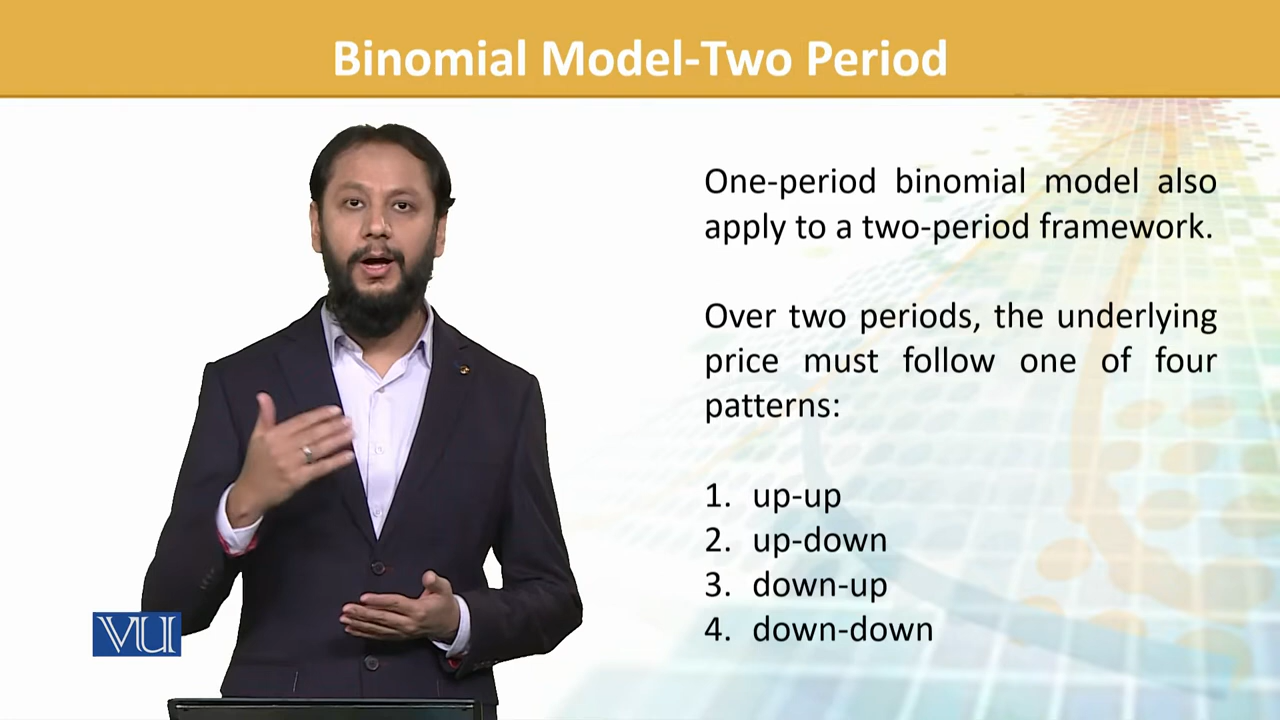 Binomial Model-Two Period
One-period binomial model also
apply to a two-period framework.
Over two periods, the underlying
price must follow one of four
patterns:
1. up-up
2. up-down
3. down-up
4. down-down
VU